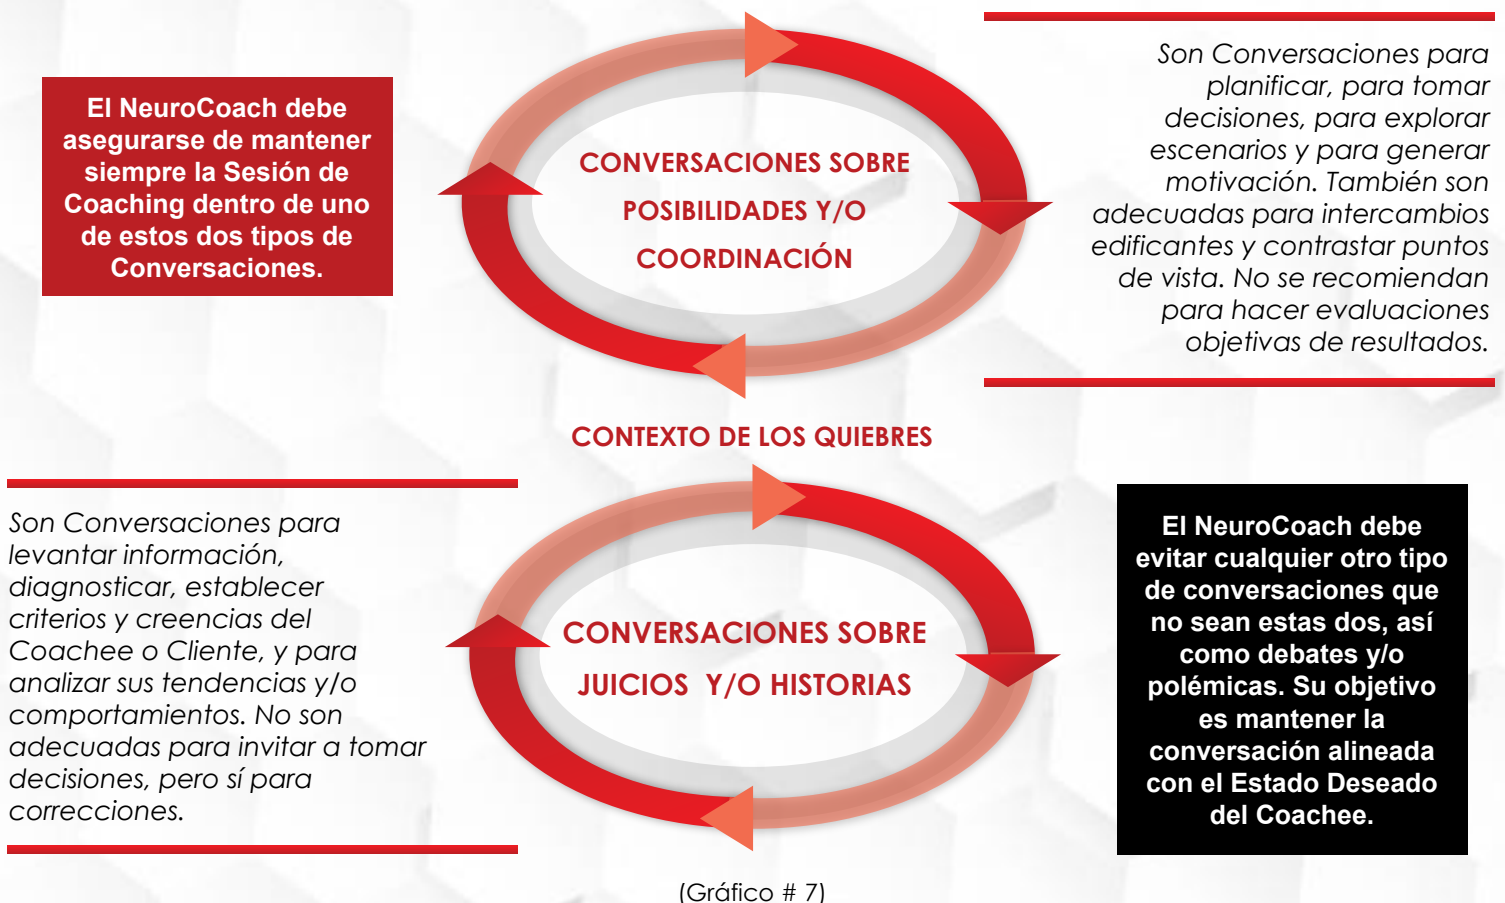 El NeuroCoach debe
asegurarse de mantener
siempre la Sesión de
Coaching dentro de uno
de estos dos tipos de
Conversaciones.
CONVERSACIONES SOBRE
POSIBILIDADES Y/O
COORDINACIÓN
Son Conversaciones para
planificar, para tomar
decisiones, para explorar
escenarios y para generar
motivación. También son
adecuadas para intercambios
edificantes y contrastar puntos
de vista. No se recomiendan
para hacer evaluaciones
objetivas de resultados.
CONTEXTO DE LOS QUIEBRES
Son Conversaciones para
levantar información,
diagnosticar, establecer
criterios y creencias del
Coachee o Cliente, y para
analizar sus tendencias y/o
comportamientos. No son
adecuadas para invitar a tomar
decisiones, pero sí para
correcciones.
CONVERSACIONES SOBRE
JUICIOS Y/O HISTORIAS
El NeuroCoach debe
evitar cualquier otro tipo
de conversaciones que
no sean estas dos, así
como debates y/o
polémicas. Su objetivo
es mantener la
conversación alineada
con el Estado Deseado
del Coachee.
(Gráfico # 7)